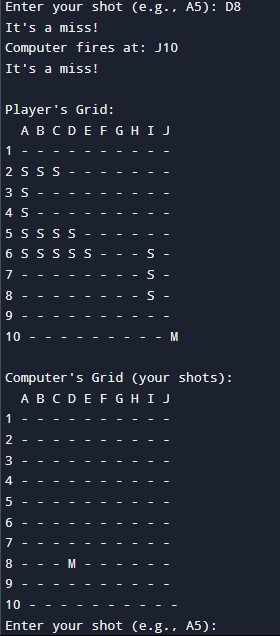 Enter your shot (e.g., A5): D8
It's a miss!
Computer fires at: J10
It's a miss!

Player's Grid:
  A B C D E F G H I J
1 - - - - - - - - - -
2 S S S - - - - - - -
3 S - - - - - - - - -
4 S - - - - - - - - -
5 S S S S - - - - - -
6 S S S S S - - - S -
7 - - - - - - - - S -
8 - - - - - - - - S -
9 - - - - - - - - - -
10 - - - - - - - - - M

Computer's Grid (your shots):
  A B C D E F G H I J
1 - - - - - - - - - -
2 - - - - - - - - - -
3 - - - - - - - - - -
4 - - - - - - - - - -
5 - - - - - - - - - -
6 - - - - - - - - - -
7 - - - - - - - - - -
8 - - - M - - - - - -
9 - - - - - - - - - -
10 - - - - - - - - - -
Enter your shot (e.g., A5):